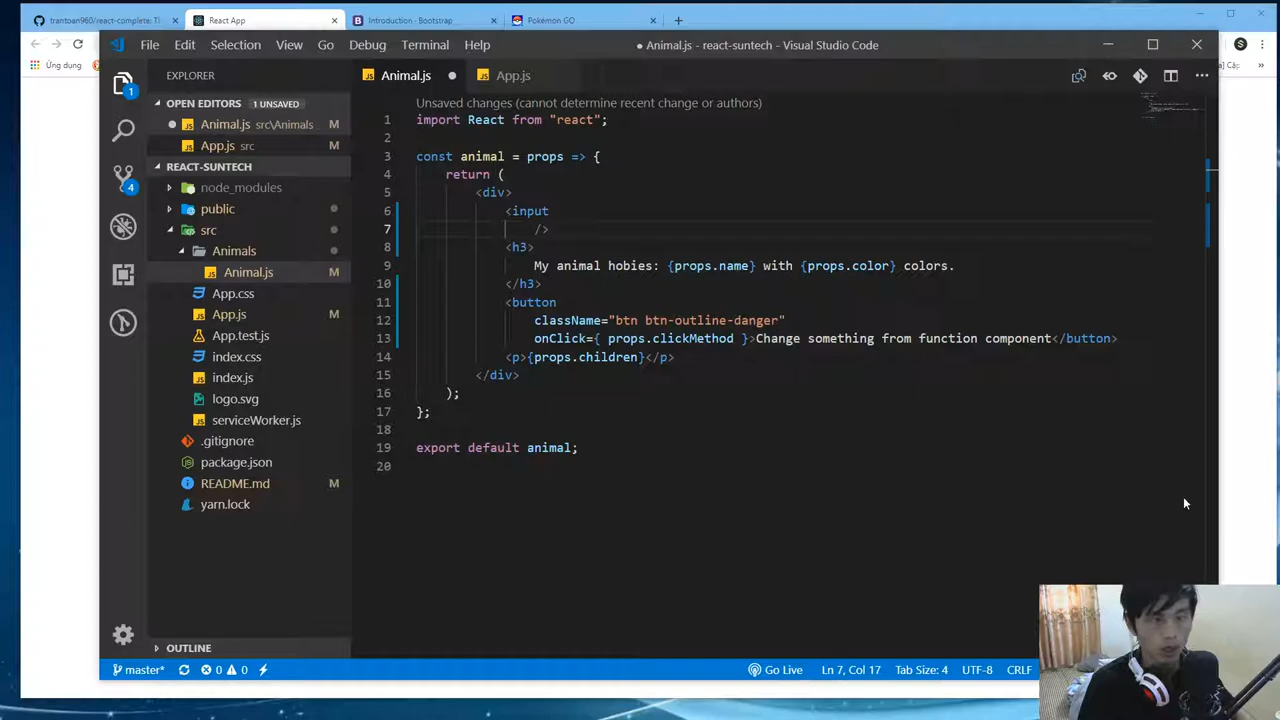 trantoan960/react-complete: Tl
React App
Introduction · Bootstrap
Pokémon GO
Ứng dụng
File Edit Selection View Go Debug Terminal Help
● Animal.js - react-suntech - Visual Studio Code
EXPLORER
OPEN EDITORS 1 UNSAVED
Animal.js src\Animals M
App.js src M
REACT-SUNTECH
node_modules
public
src
Animals
Animal.js M
App.css
App.js M
App.test.js
index.css
index.js
logo.svg
serviceWorker.js
.gitignore
package.json
README.md M
yarn.lock
OUTLINE
1
4
Animal.js
App.js
Unsaved changes (cannot determine recent change or authors)
1 import React from "react";
2
3 const animal = props => {
4 return (
5 <div>
6 <input
7 />
8 <h3>
9 My animal hobies: {props.name} with {props.color} colors.
10 </h3>
11 <button
12 className="btn btn-outline-danger"
13 onClick={ props.clickMethod }>Change something from function component</button>
14 <p>{props.children}</p>
15 </div>
16 );
17 };
18
19 export default animal;
20
master* 0 0 Go Live Ln 7, Col 17 Tab Size: 4 UTF-8 CRLF